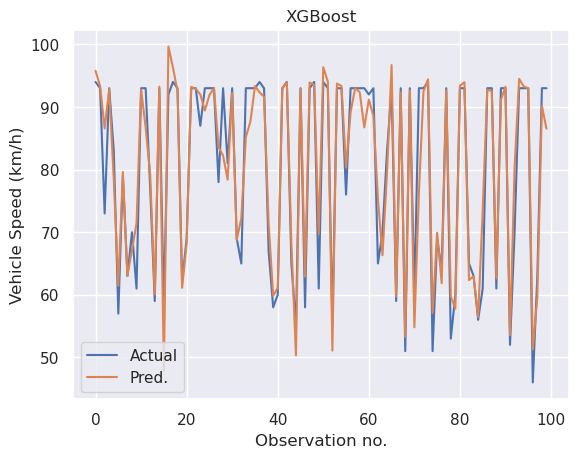 XGBoost
Vehicle Speed (km/h)
100
90
80
70
60
50
Actual
Pred.
0 20 40 60 80 100
Observation no.